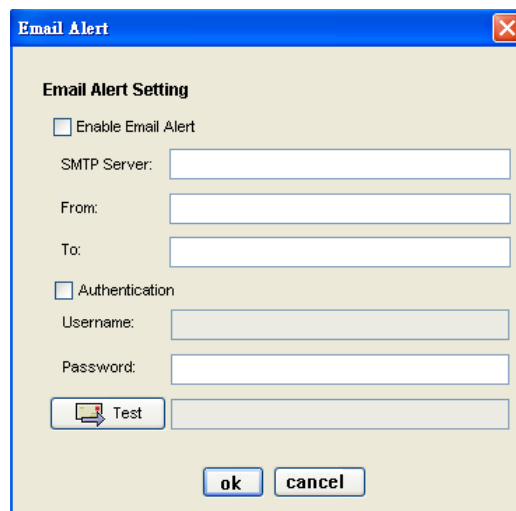 Email Alert
Email Alert Setting
Enable Email Alert
SMTP Server:
From:
To:
Authentication
Username:
Password:
Test
ok cancel